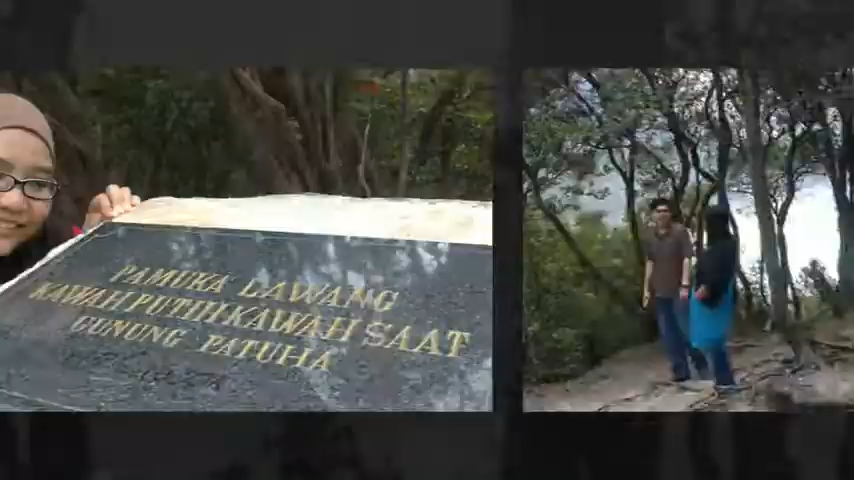 PAMUKA LAWANG
KAWAH PUTIH KAWAH SAAT
GUNUNG PATUHA